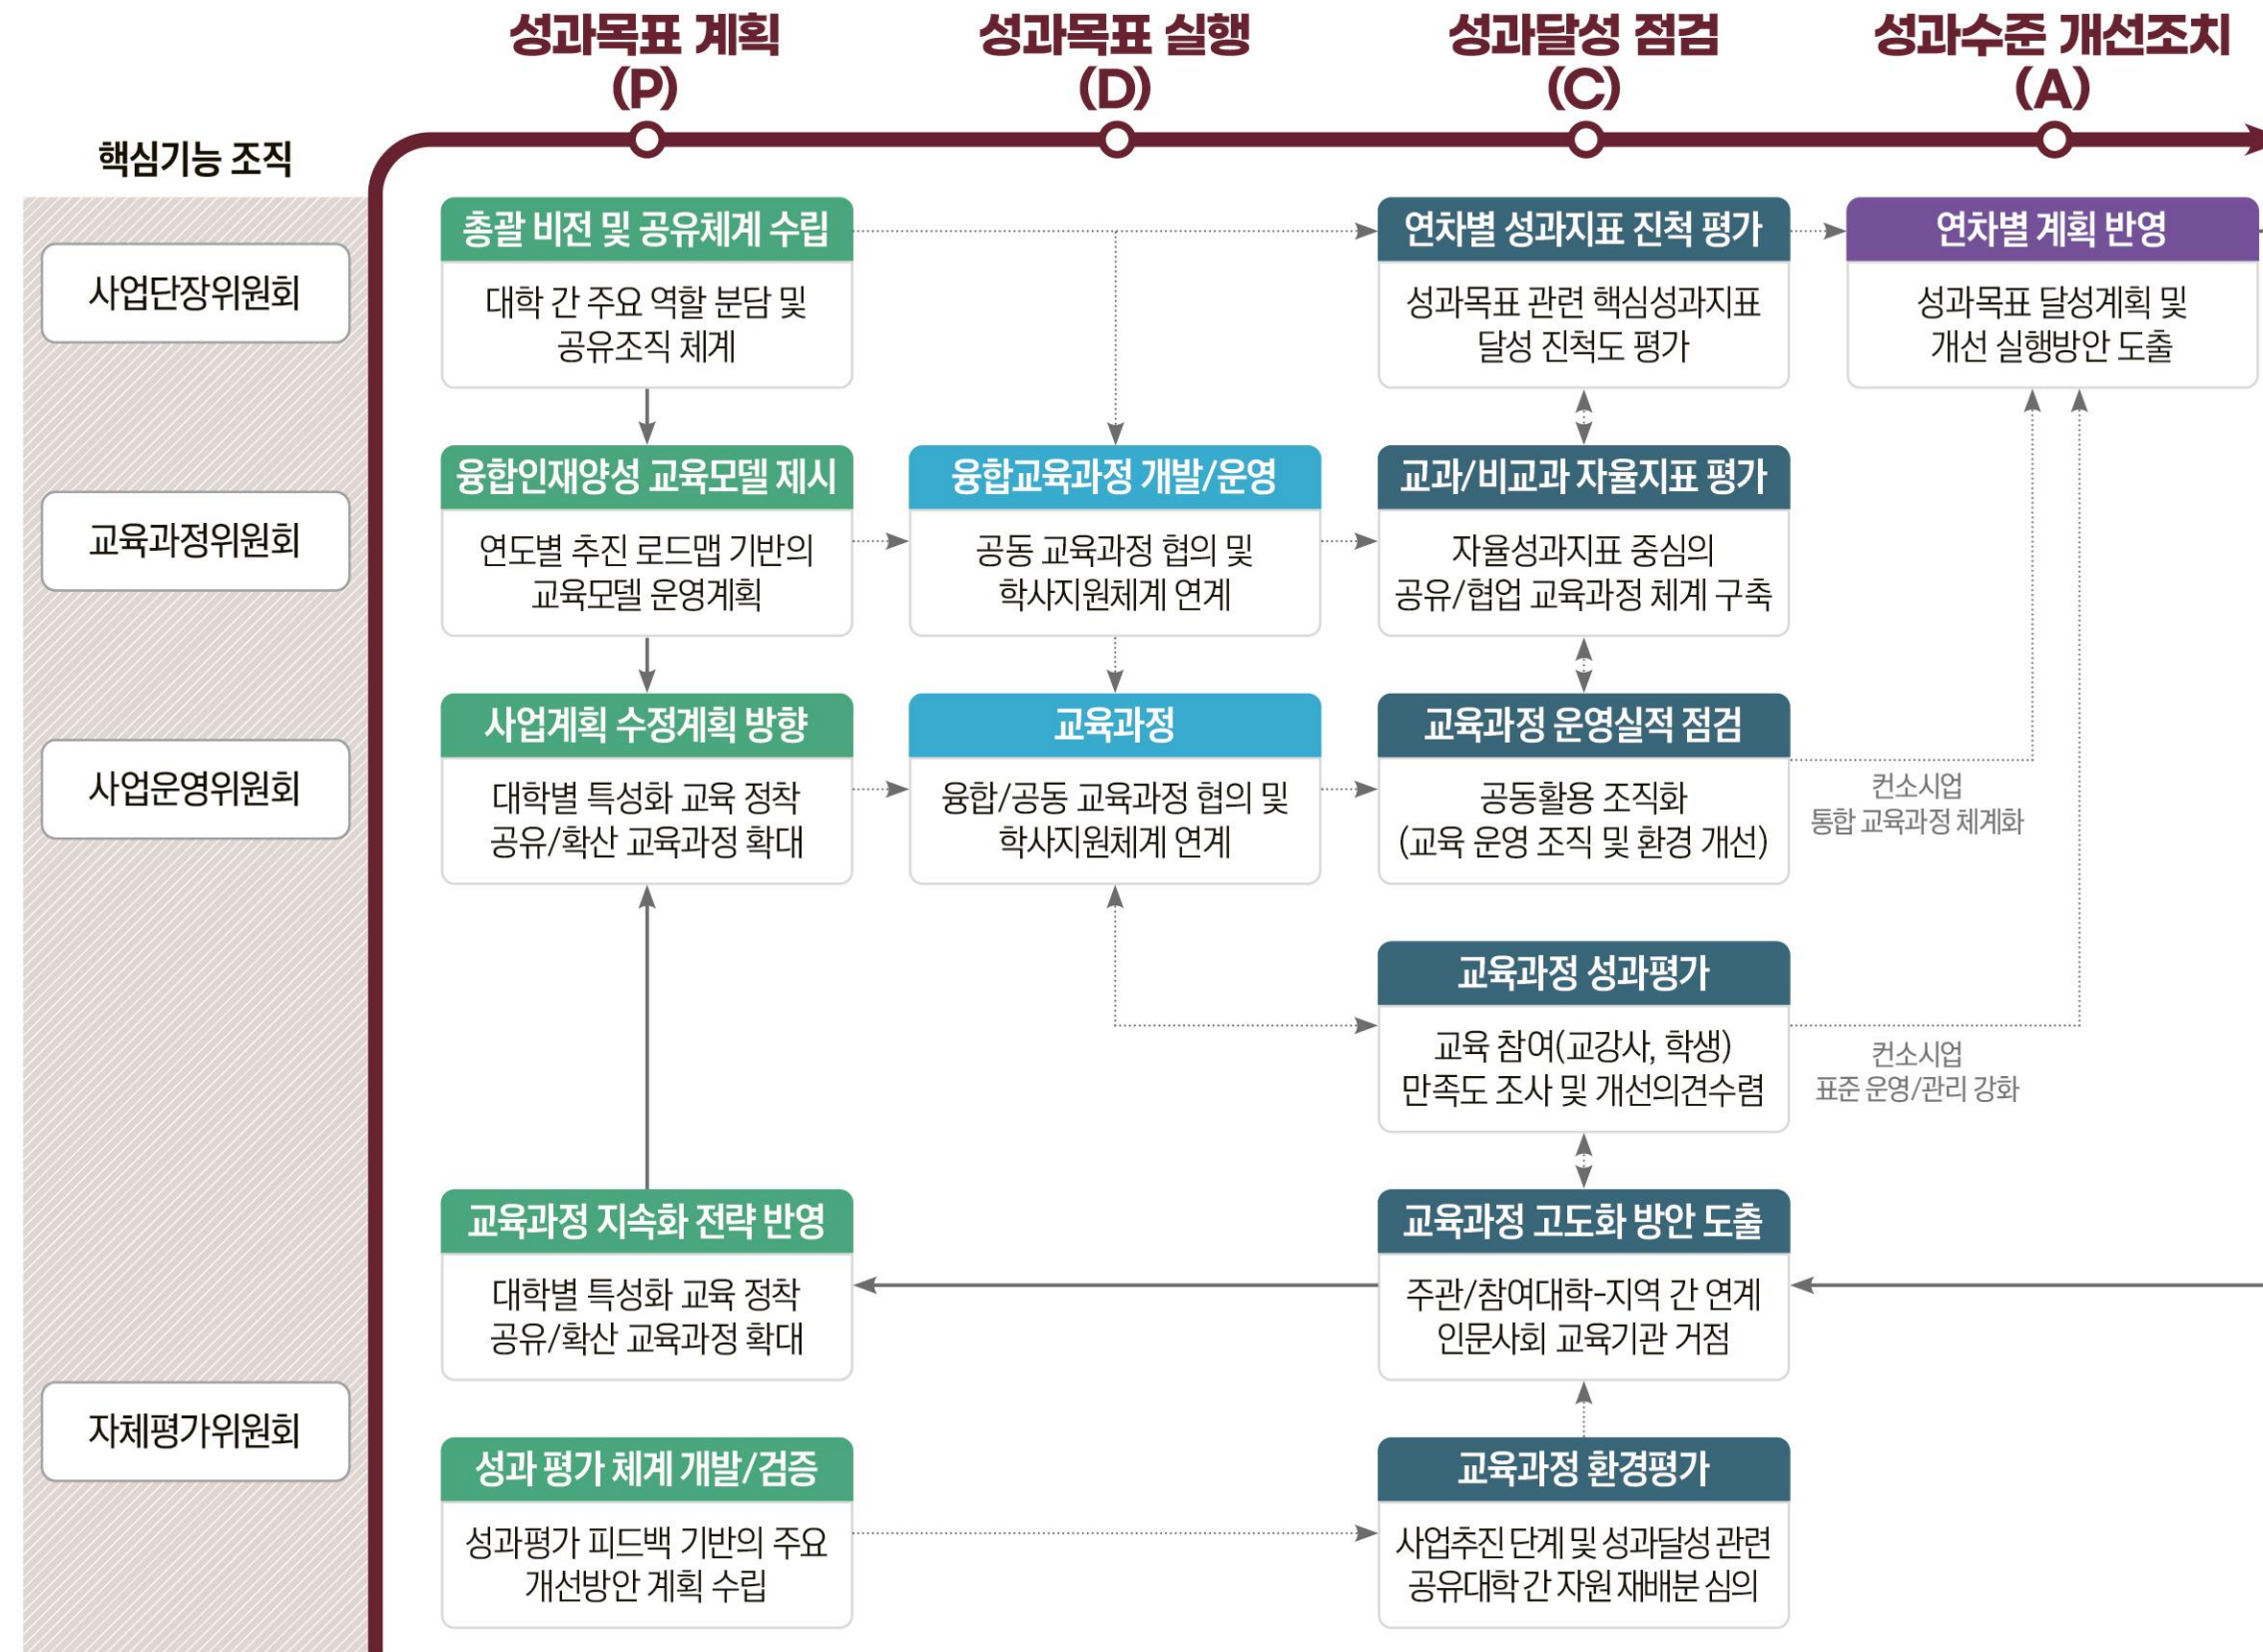 성과목표 계획
(P)
성과목표 실행
(D)
성과달성 점검
(C)
성과수준 개선조치
(A)
핵심기능 조직
사업단장위원회
총괄 비전 및 공유체계 수립
대학 간 주요 역할 분담 및
공유조직 체계
연차별 성과지표 진척 평가
성과목표 관련 핵심성과지표
달성 진척도 평가
연차별 계획 반영
성과목표 달성계획 및
개선 실행방안 도출
교육과정위원회
융합인재양성 교육모델 제시
연도별 추진 로드맵 기반의
교육모델 운영계획
융합교육과정 개발/운영
공동 교육과정 협의 및
학사지원체계 연계
교과/비교과 자율지표 평가
자율성과지표 중심의
공유/협업 교육과정 체계 구축
사업운영위원회
사업계획 수정계획 방향
대학별 특성화 교육 정착
공유/확산 교육과정 확대
교육과정
융합/공동 교육과정 협의 및
학사지원체계 연계
교육과정 운영실적 점검
공동활용 조직화
(교육 운영 조직 및 환경 개선)
컨소시업
통합 교육과정 체계화
교육과정 성과평가
교육 참여(교강사, 학생)
만족도 조사 및 개선의견수렴
컨소시업
표준 운영/관리 강화
자체평가위원회
교육과정 지속화 전략 반영
대학별 특성화 교육 정착
공유/확산 교육과정 확대
교육과정 고도화 방안 도출
주관/참여대학-지역 간 연계
인문사회 교육기관 거점
성과 평가 체계 개발/검증
성과평가 피드백 기반의 주요
개선방안 계획 수립
교육과정 환경평가
사업추진 단계 및 성과달성 관련
공유대학 간 자원 재배분 심의